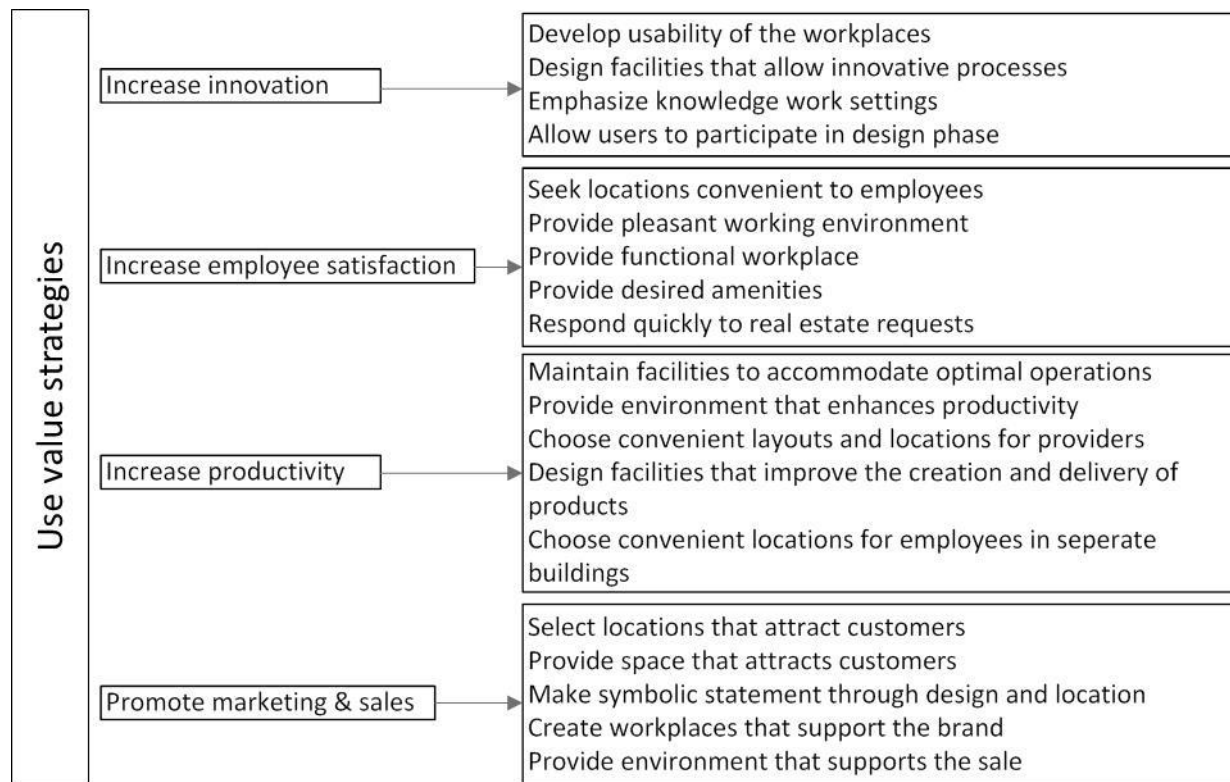 Use value strategies
Increase innovation
Develop usability of the workplaces
Design facilities that allow innovative processes
Emphasize knowledge work settings
Allow users to participate in design phase
Increase employee satisfaction
Seek locations convenient to employees
Provide pleasant working environment
Provide functional workplace
Provide desired amenities
Respond quickly to real estate requests
Increase productivity
Maintain facilities to accommodate optimal operations
Provide environment that enhances productivity
Choose convenient layouts and locations for providers
Design facilities that improve the creation and delivery of
products
Choose convenient locations for employees in seperate
buildings
Promote marketing & sales
Select locations that attract customers
Provide space that attracts customers
Make symbolic statement through design and location
Create workplaces that support the brand
Provide environment that supports the sale